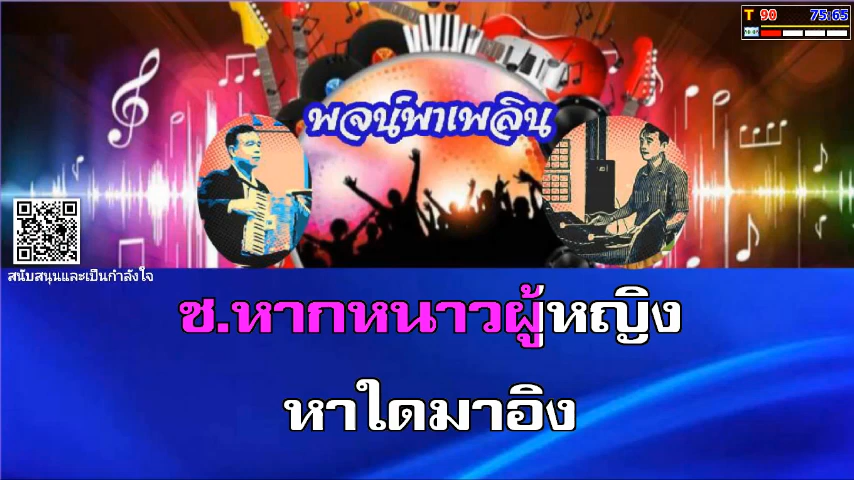 T 90 75:65
พจน์พาเพลิน
สนับสนุนและเป็นกำลังใจ
ช.หากหนาวผู้หญิง
หาใดมาอิง